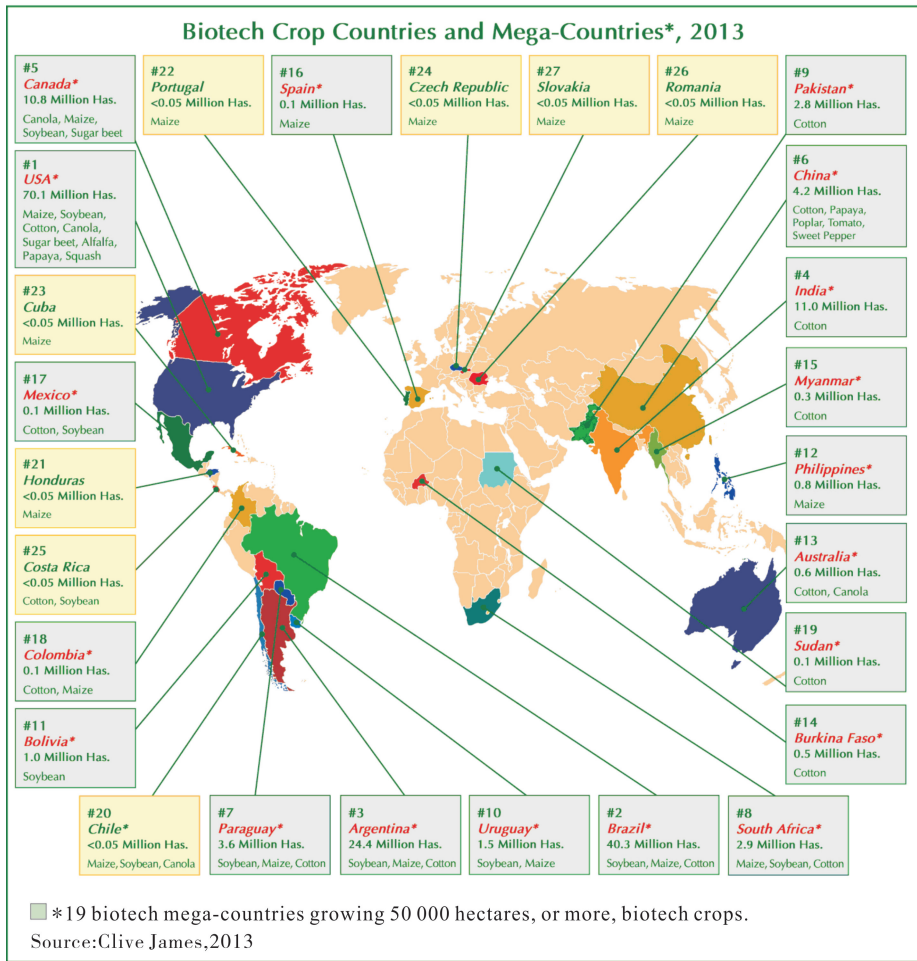 Biotech Crop Countries and Mega-Countries*, 2013
#5
Canada*
10.8 Million Has.
Canola, Maize,
Soybean, Sugar beet
#22
Portugal
<0.05 Million Has.
Maize
#16
Spain*
0.1 Million Has.
Maize
#24
Czech Republic
<0.05 Million Has.
Maize
#27
Slovakia
<0.05 Million Has.
Maize
#26
Romania
<0.05 Million Has.
Maize
#9
Pakistan*
2.8 Million Has.
Cotton
#1
USA*
70.1 Million Has.
Maize, Soybean,
Cotton, Canola,
Sugar beet, Alfalfa,
Papaya, Squash
#6
China*
4.2 Million Has.
Cotton, Papaya,
Poplar, Tomato,
Sweet Pepper
#23
Cuba
<0.05 Million Has.
Maize
#4
India*
11.0 Million Has.
Cotton
#17
Mexico*
0.1 Million Has.
Cotton, Soybean
#15
Myanmar*
0.3 Million Has.
Cotton
#21
Honduras
<0.05 Million Has.
Maize
#12
Philippines*
0.8 Million Has.
Maize
#25
Costa Rica
<0.05 Million Has.
Cotton, Soybean
#13
Australia*
0.6 Million Has.
Cotton, Canola
#18
Colombia*
0.1 Million Has.
Cotton, Maize
#19
Sudan*
0.1 Million Has.
Cotton
#11
Bolivia*
1.0 Million Has.
Soybean
#14
Burkina Faso*
0.5 Million Has.
Cotton
#20
Chile*
<0.05 Million Has.
Maize, Soybean, Canola
#7
Paraguay*
3.6 Million Has.
Soybean, Maize, Cotton
#3
Argentina*
24.4 Million Has.
Soybean, Maize, Cotton
#10
Uruguay*
1.5 Million Has.
Soybean, Maize
#2
Brazil*
40.3 Million Has.
Soybean, Maize, Cotton
#8
South Africa*
2.9 Million Has.
Maize, Soybean, Cotton
*19 biotech mega-countries growing 50 000 hectares, or more, biotech crops.
Source:Clive James,2013